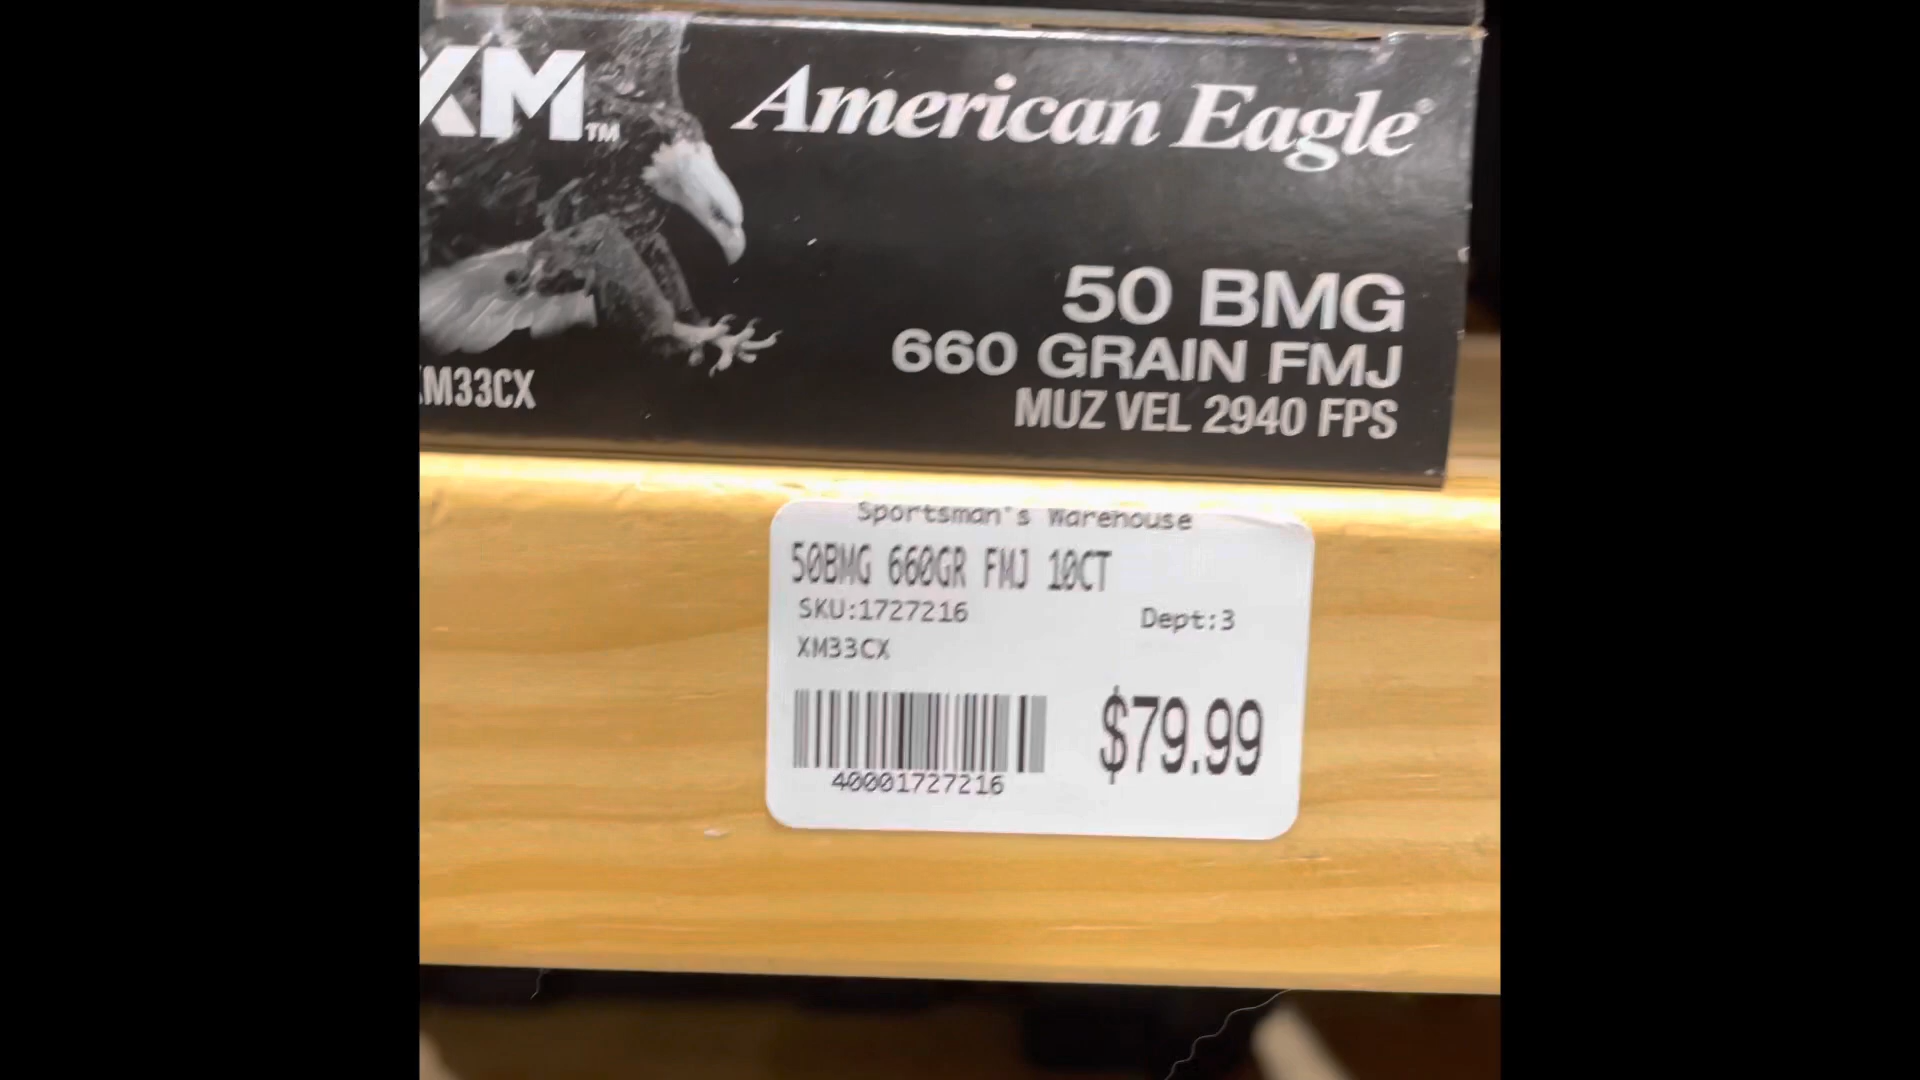 XM™
American Eagle®
50 BMG
660 GRAIN FMJ
MUZ VEL 2940 FPS
XM33CX
Sportsman's Warehouse
50BMG 660GR FMJ 10CT
SKU:1727216
Dept:3
XM33CX
$79.99
40001727216